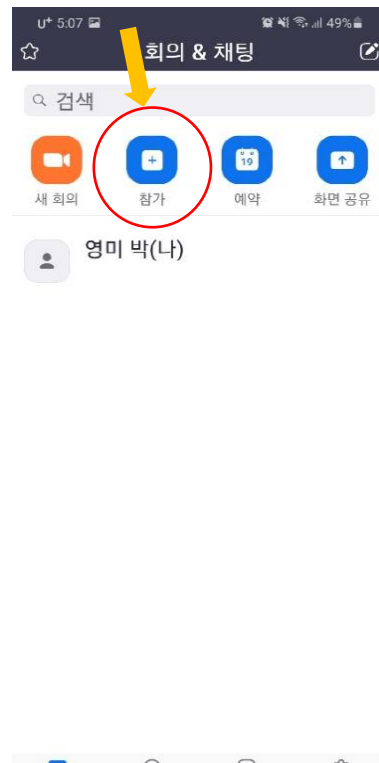 U+ 5:07 49%
회의 & 채팅
검색
19
새 회의 참가 예약 화면 공유
영미 박(나)